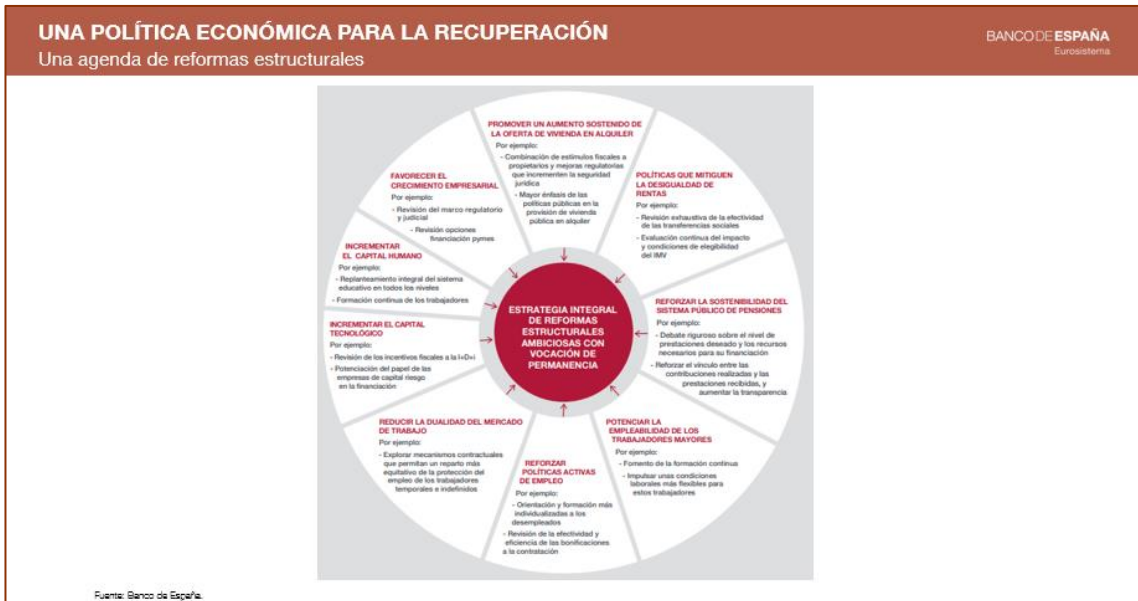 UNA POLÍTICA ECONÓMICA PARA LA RECUPERACIÓN
Una agenda de reformas estructurales
BANCO DE ESPAÑA
Eurosistema
PROMOVER UN AUMENTO SOSTENIDO DE
LA OFERTA DE VIVIENDA EN ALQUILER
Por ejemplo:
- Combinación de estímulos fiscales a
propietarios y mejoras regulatorias
que incrementen la seguridad
jurídica
- Mayor énfasis de las
políticas públicas en la
provisión de vivienda
pública en alquiler
POLÍTICAS QUE MITIGUEN
LA DESIGUALDAD DE
RENTAS
Por ejemplo:
- Revisión exhaustiva de la efectividad
de las transferencias sociales
- Evaluación continua del impacto
y condiciones de elegibilidad
del IMV
REFORZAR LA SOSTENIBILIDAD DEL
SISTEMA PÚBLICO DE PENSIONES
Por ejemplo:
- Debate riguroso sobre el nivel de
prestaciones deseado y los recursos
necesarios para su financiación
- Reforzar el vínculo entre las
contribuciones realizadas y las
prestaciones recibidas, y
aumentar la transparencia
POTENCIAR LA
EMPLEABILIDAD DE LOS
TRABAJADORES MAYORES
Por ejemplo:
- Fomento de la formación continua
- Impulsar unas condiciones
laborales más flexibles para
estos trabajadores
REFORZAR
POLÍTICAS ACTIVAS
DE EMPLEO
Por ejemplo:
- Orientación y formación más
individualizadas a los
desempleados
- Revisión de la efectividad y
eficiencia de las bonificaciones
a la contratación
REDUCIR LA DUALIDAD DEL MERCADO
DE TRABAJO
Por ejemplo:
- Explorar mecanismos contractuales
que permitan un reparto más
equitativo de la protección del
empleo de los trabajadores
temporales e indefinidos
INCREMENTAR EL CAPITAL
TECNOLÓGICO
Por ejemplo:
- Revisión de los incentivos fiscales a la I+D+i
- Potenciación del papel de las
empresas de capital riesgo
en la financiación
INCREMENTAR
EL CAPITAL HUMANO
Por ejemplo:
- Replanteamiento integral del sistema
educativo en todos los niveles
- Formación continua de los trabajadores
FAVORECER EL
CRECIMIENTO EMPRESARIAL
Por ejemplo:
- Revisión del marco regulatorio
y judicial
- Revisión opciones
financiación pymes
ESTRATEGIA INTEGRAL
DE REFORMAS
ESTRUCTURALES
AMBICIOSAS CON
VOCACIÓN DE
PERMANENCIA
Fuente: Banco de España.